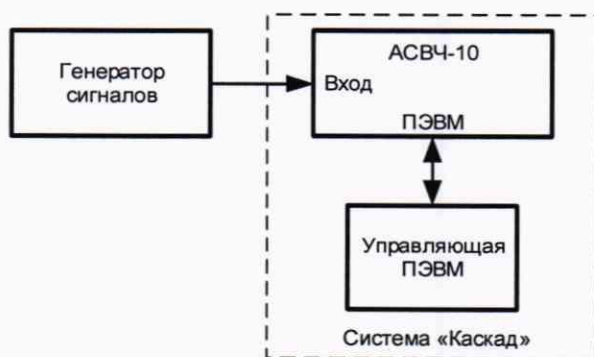 Генератор
сигналов
АСВЧ-10
Вход
ПЭВМ
Управляющая
ПЭВМ
Система «Каскад»